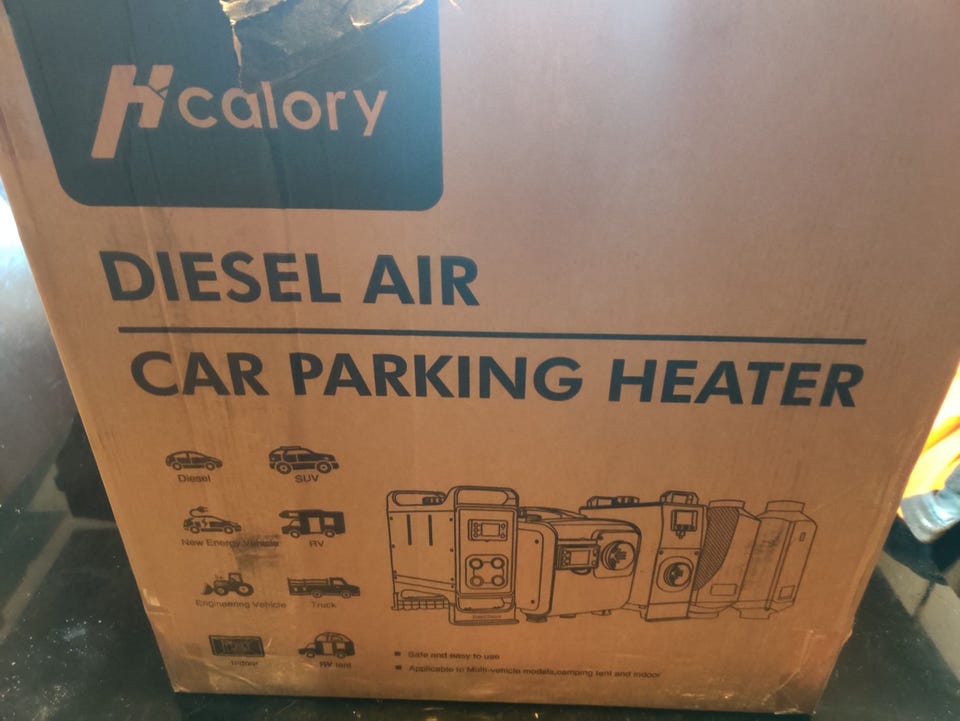 Hcalory
DIESEL AIR
CAR PARKING HEATER
Diesel
SUV
New Energy Vehicle
RV
Engineering Vehicle
Truck
Indoor
RV tent
Safe and easy to use
Applicable to Multi-vehicle models,camping tent and indoor